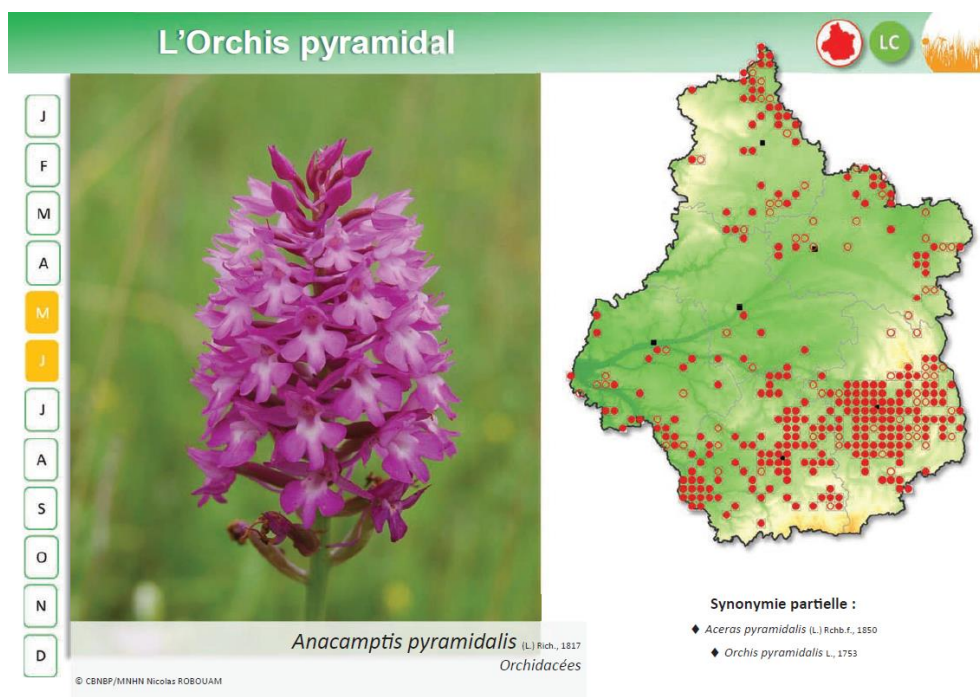 L'Orchis pyramidal
LC
J
F
M
A
M
J
J
A
S
O
N
D
Anacamptis pyramidalis (L.) Rich., 1817
Orchidacées
© CBNBP/MNHN Nicolas ROBOUAM
Synonymie partielle :
♦ Aceras pyramidalis (L.) Rchb.f., 1850
♦ Orchis pyramidalis L., 1753